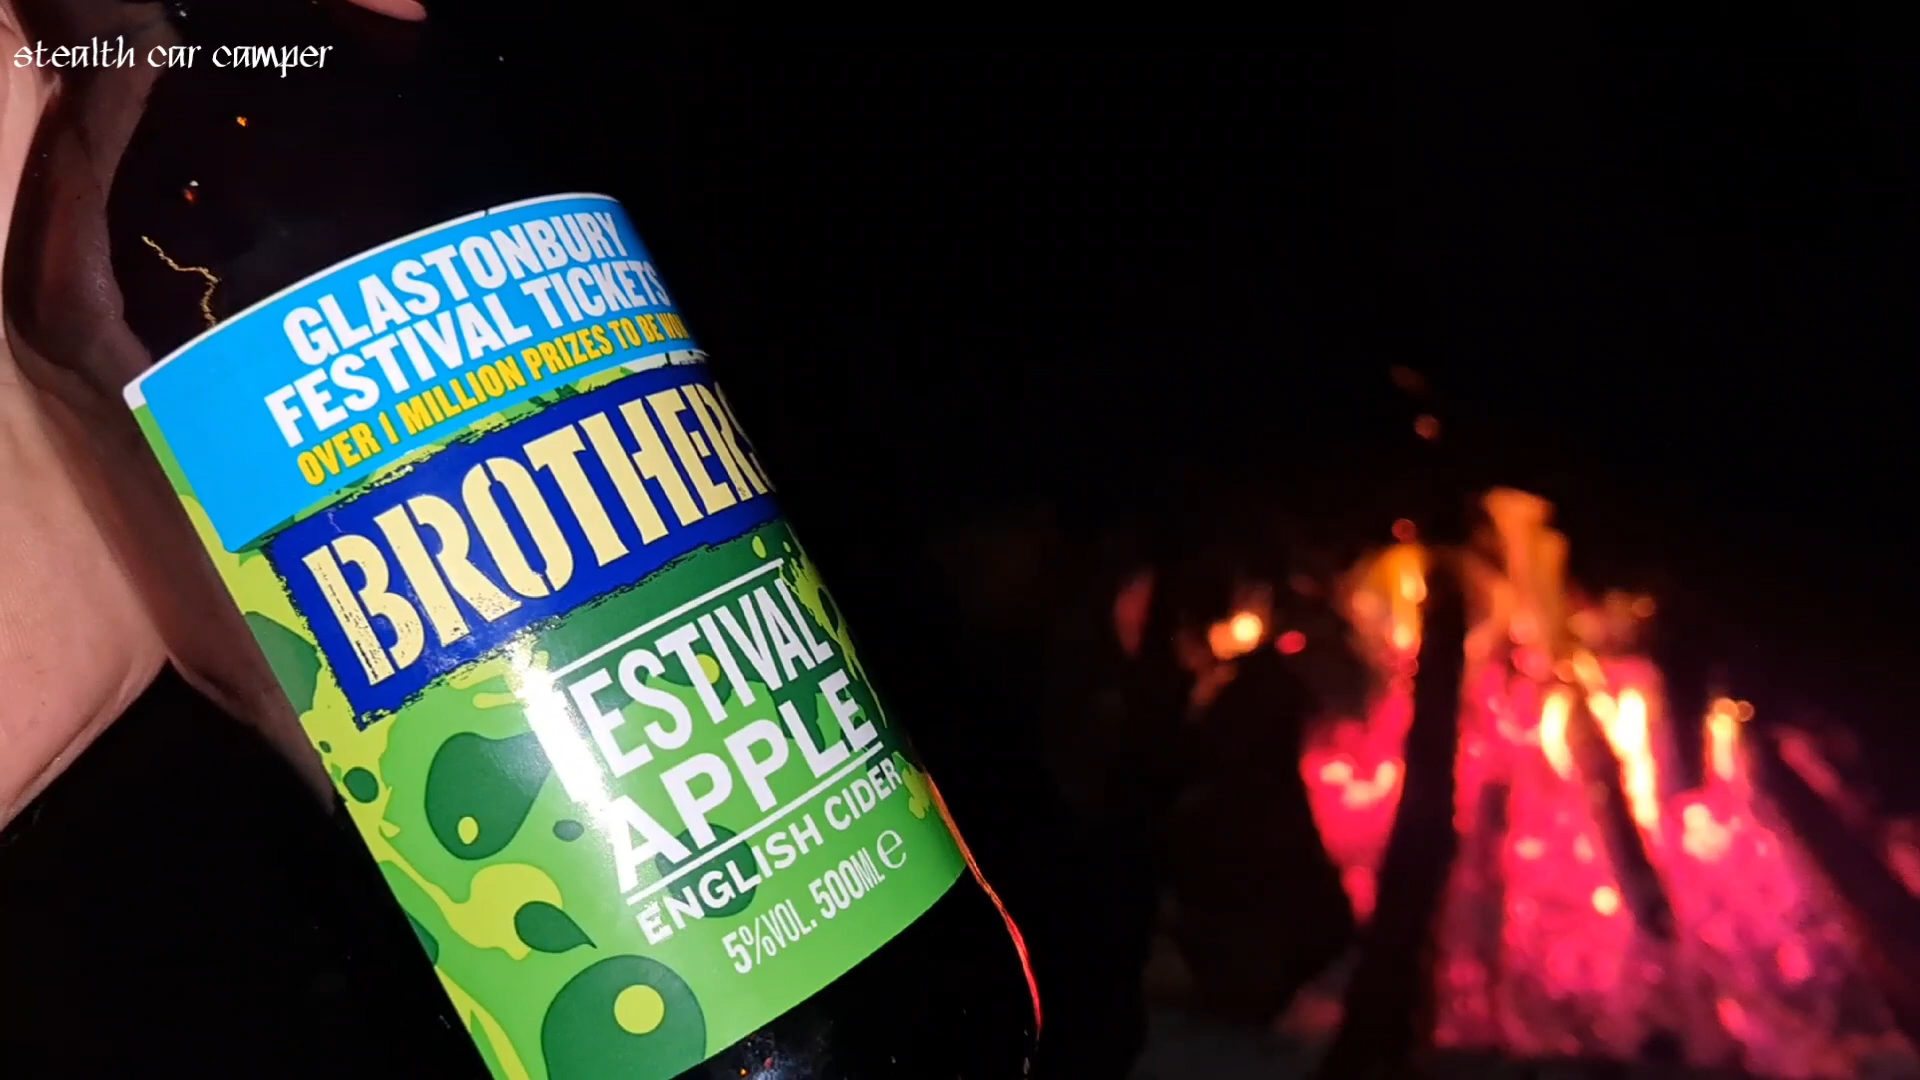 stealth car camper
GLASTONBURY
FESTIVAL TICKETS
OVER 1 MILLION PRIZES TO BE WON
BROTHERS
FESTIVAL
APPLE
ENGLISH CIDER
5%VOL. 500ML e